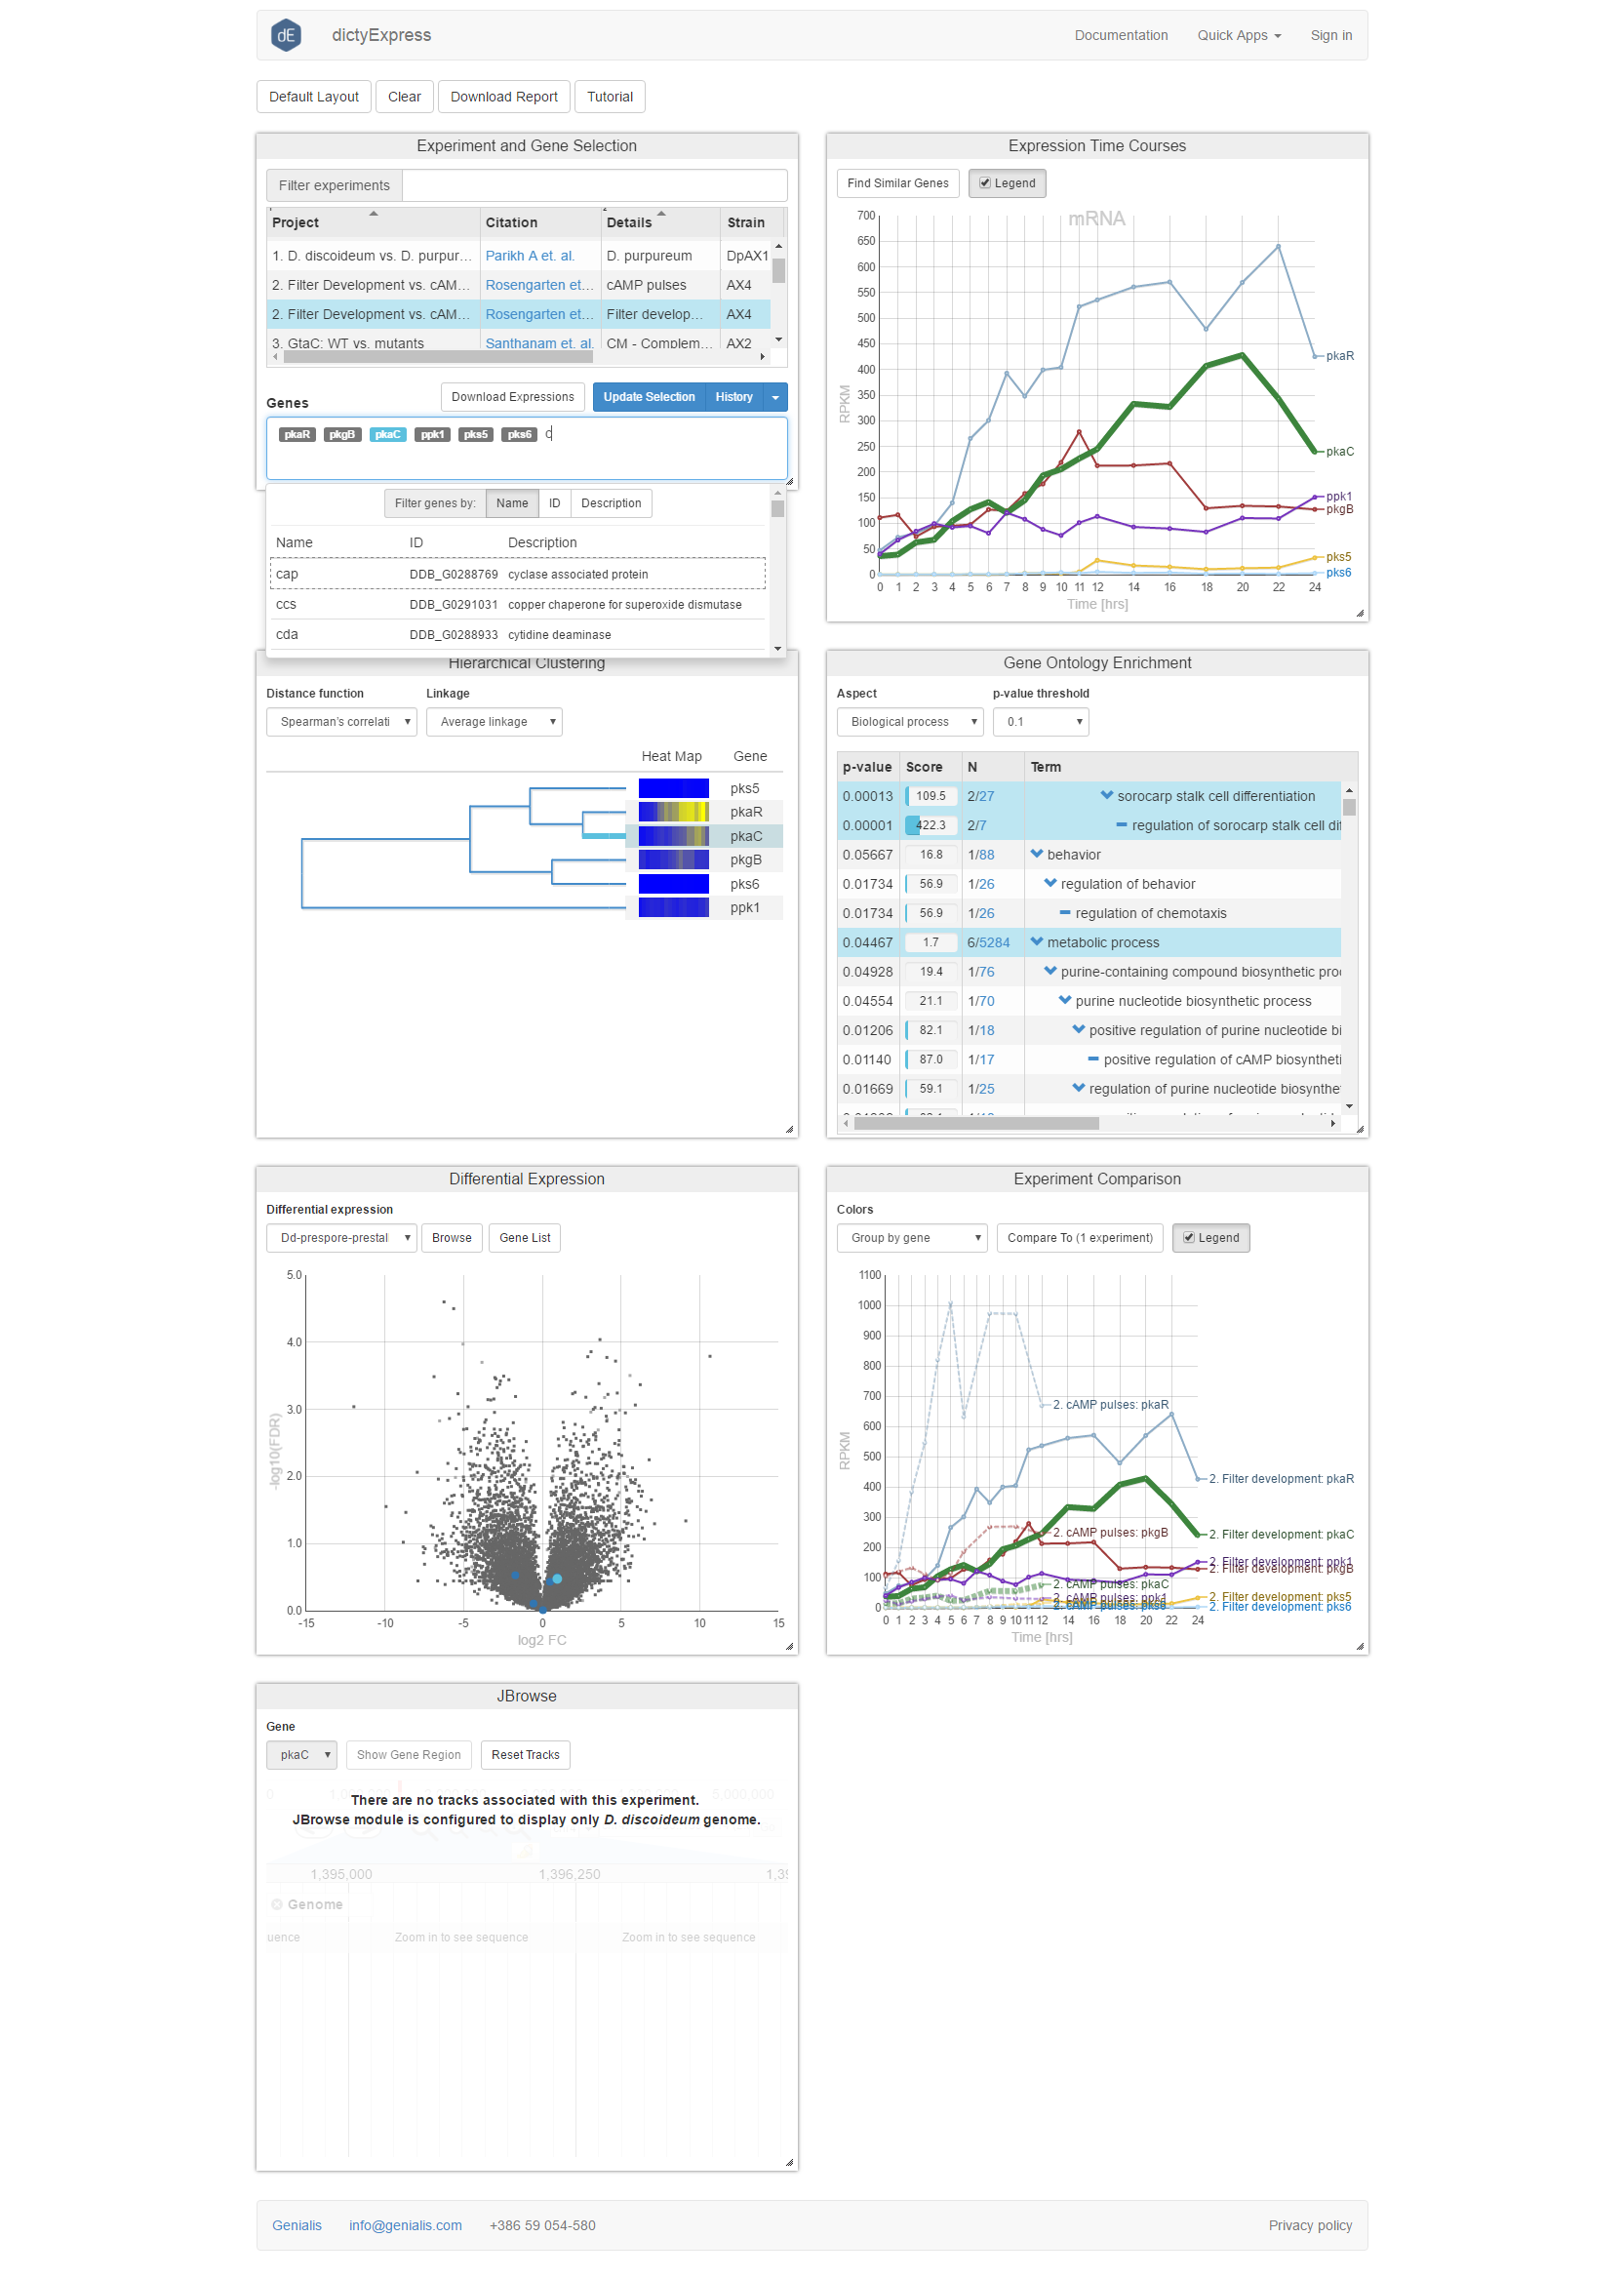 dE dictyExpress Documentation Quick Apps Sign in
Default Layout Clear Download Report Tutorial
Experiment and Gene Selection
Filter experiments
Project Citation Details Strain
1. D. discoideum vs. D. purpur... Parikh A et. al. D. purpureum DpAX1
2. Filter Development vs. cAM... Rosengarten et... cAMP pulses AX4
2. Filter Development vs. cAM... Rosengarten et... Filter develop... AX4
3. GtaC: WT vs. mutants Santhanam et. al. CM - Complem... AX2
Genes Download Expressions Update Selection History
pkaR pkgB pkaC ppk1 pks5 pks6 c
Filter genes by: Name ID Description
Name ID Description
cap DDB_G0288769 cyclase associated protein
ccs DDB_G0291031 copper chaperone for superoxide dismutase
cda DDB_G0288933 cytidine deaminase
Expression Time Courses
Find Similar Genes Legend
mRNA
700
650
600
550
500
450
400
350
300
250
200
150
100
50
0
RPKM
pkaR
pkaC
ppk1
pkgB
pks5
pks6
0 1 2 3 4 5 6 7 8 9 10 11 12 14 16 18 20 22 24
Time [hrs]
Hierarchical Clustering
Distance function Linkage
Spearman's correlati Average linkage
Heat Map Gene
pks5
pkaR
pkaC
pkgB
pks6
ppk1
Gene Ontology Enrichment
Aspect p-value threshold
Biological process 0.1
p-value Score N Term
0.00013 109.5 2/27 sorocarp stalk cell differentiation
0.00001 422.3 2/7 regulation of sorocarp stalk cell dif
0.05667 16.8 1/88 behavior
0.01734 56.9 1/26 regulation of behavior
0.01734 56.9 1/26 regulation of chemotaxis
0.04467 1.7 6/5284 metabolic process
0.04928 19.4 1/76 purine-containing compound biosynthetic pro
0.04554 21.1 1/70 purine nucleotide biosynthetic process
0.01206 82.1 1/18 positive regulation of purine nucleotide bi
0.01140 87.0 1/17 positive regulation of cAMP biosyntheti
0.01669 59.1 1/25 regulation of purine nucleotide biosynthe
Differential Expression
Differential expression
Dd-prespore-prestal Browse Gene List
5.0
4.0
3.0
2.0
1.0
0.0
-log10(FDR)
-15 -10 -5 0 5 10 15
log2 FC
Experiment Comparison
Colors
Group by gene Compare To (1 experiment) Legend
1100
1000
900
800
700
600
500
400
300
200
100
0
RPKM
2. cAMP pulses: pkaR
2. Filter development: pkaR
2. cAMP pulses: pkgB
2. Filter development: pkaC
2. Filter development: ppk1
2. Filter development: pkgB
2. cAMP pulses: pkaC
2. cAMP pulses: ppk1
2. Filter development: pks5
2. cAMP pulses: pks6
2. Filter development: pks6
0 1 2 3 4 5 6 7 8 9 10 11 12 14 16 18 20 22 24
Time [hrs]
JBrowse
Gene
pkaC Show Gene Region Reset Tracks
0 5,000,000
There are no tracks associated with this experiment.
JBrowse module is configured to display only D. discoideum genome.
1,395,000 1,396,250 1,39
Genome
uence Zoom in to see sequence Zoom in to see sequence
Genialis info@genialis.com +386 59 054-580 Privacy policy